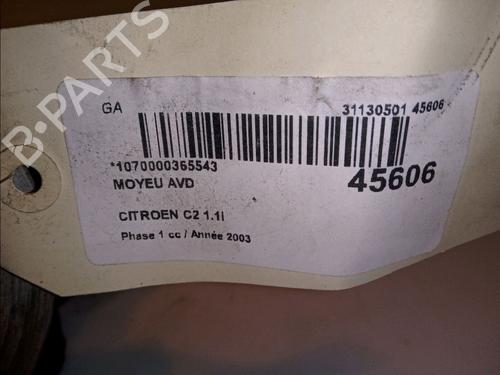 B-PARTS
GA 31130501 45606
*1070000365543
MOYEU AVD 45606
CITROEN C2 1.1i
Phase 1 cc / Année 2003